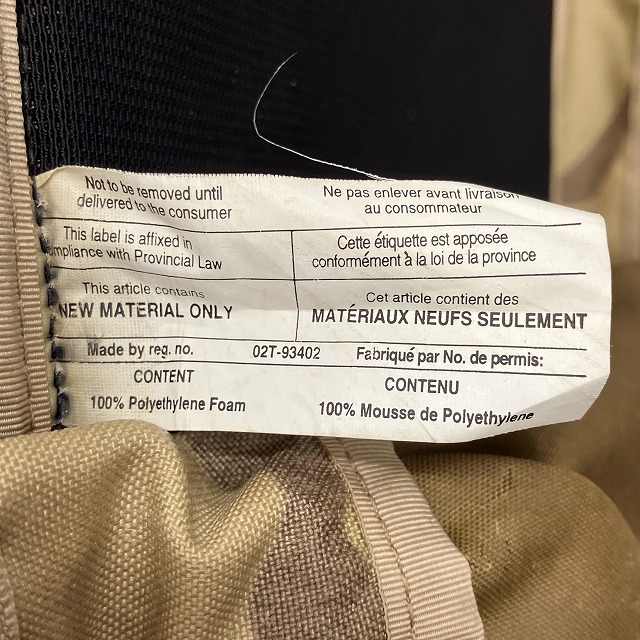 Not to be removed until
delivered to the consumer
Ne pas enlever avant livraison
au consommateur
This label is affixed in
compliance with Provincial Law
Cette étiquette est apposée
conformément à la loi de la province
This article contains
NEW MATERIAL ONLY
Cet article contient des
MATÉRIAUX NEUFS SEULEMENT
Made by reg. no. 02T-93402 Fabriqué par No. de permis:
CONTENT
100% Polyethylene Foam
CONTENU
100% Mousse de Polyethylene